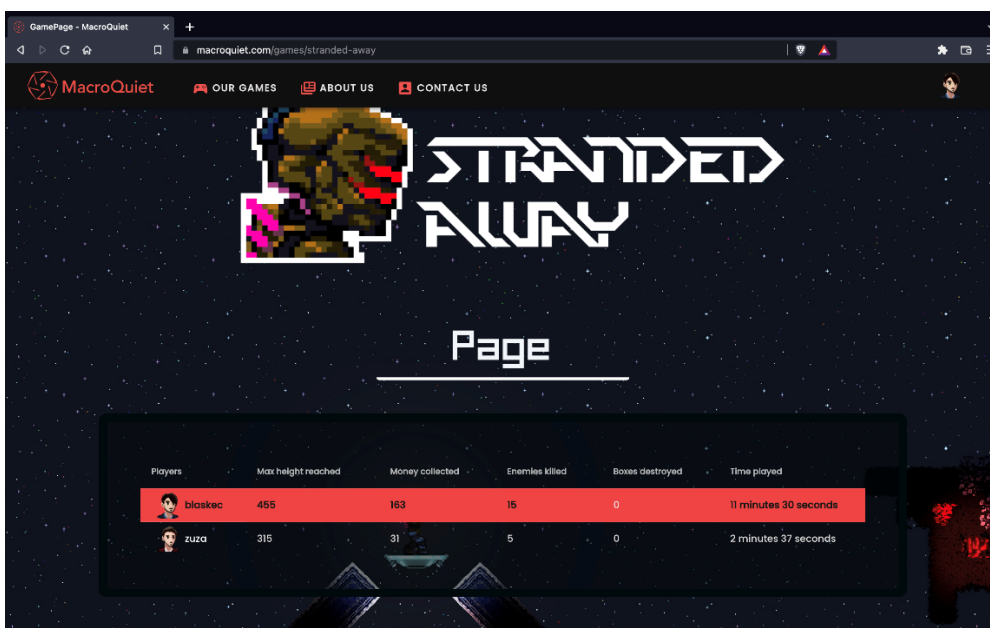 GamePage - MacroQuiet
macroquiet.com/games/stranded-away
MacroQuiet OUR GAMES ABOUT US CONTACT US
STRANDED
AWAY
Page
Players Max height reached Money collected Enemies killed Boxes destroyed Time played
blaskec 455 163 15 0 11 minutes 30 seconds
zuza 315 31 5 0 2 minutes 37 seconds